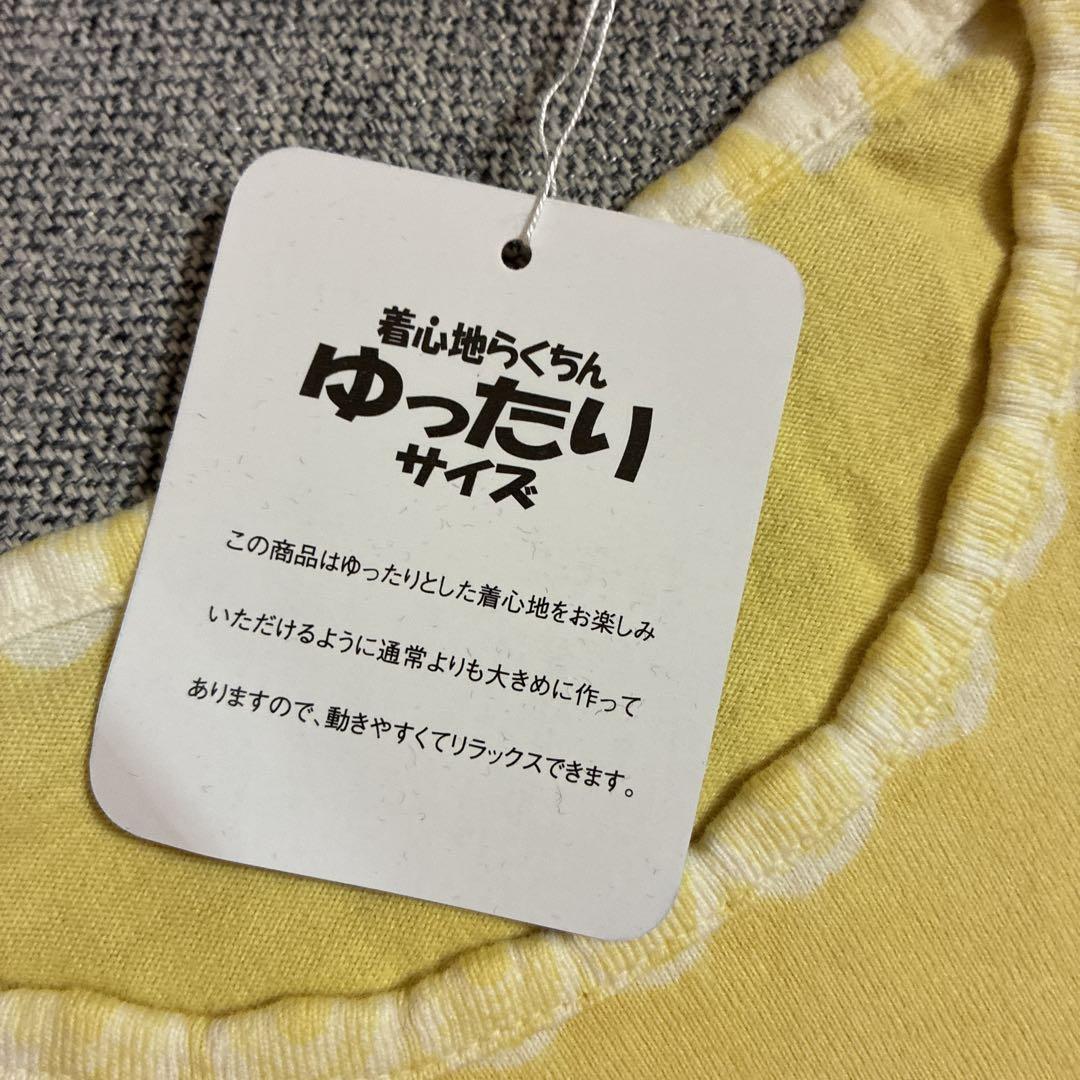 着心地らくちん
ゆったり
サイズ
この商品はゆったりとした着心地をお楽しみ
いただけるように通常よりも大きめに作って
ありますので、動きやすくてリラックスできます。